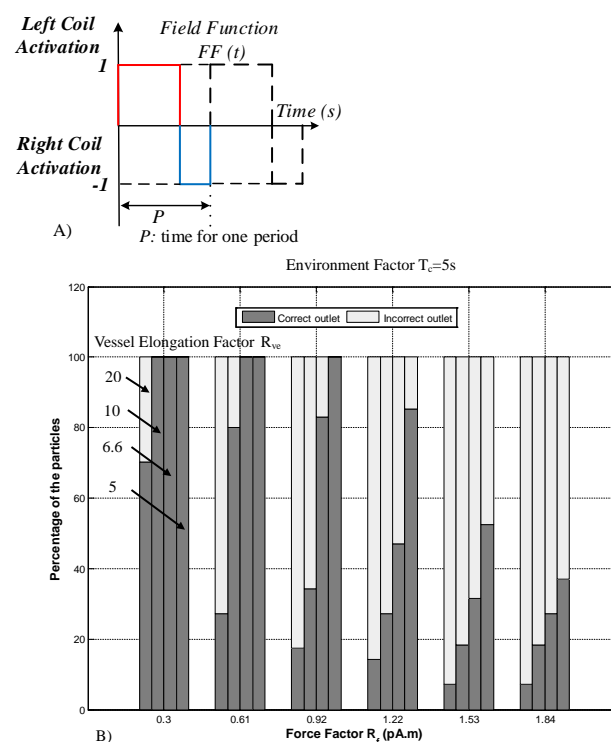 Left Coil
Activation
Field Function
FF (t)
1
Time (s)
Right Coil
Activation
-1
P
A)
P: time for one period
Environment Factor Tc=5s
120
Correct outlet
Incorrect outlet
Vessel Elongation Factor Rve
100
20
10
80
6.6
60
5
40
20
0
Percentage of the particles
0.3
0.61
0.92
1.22
1.53
1.84
B)
Force Factor Rf (pA.m)